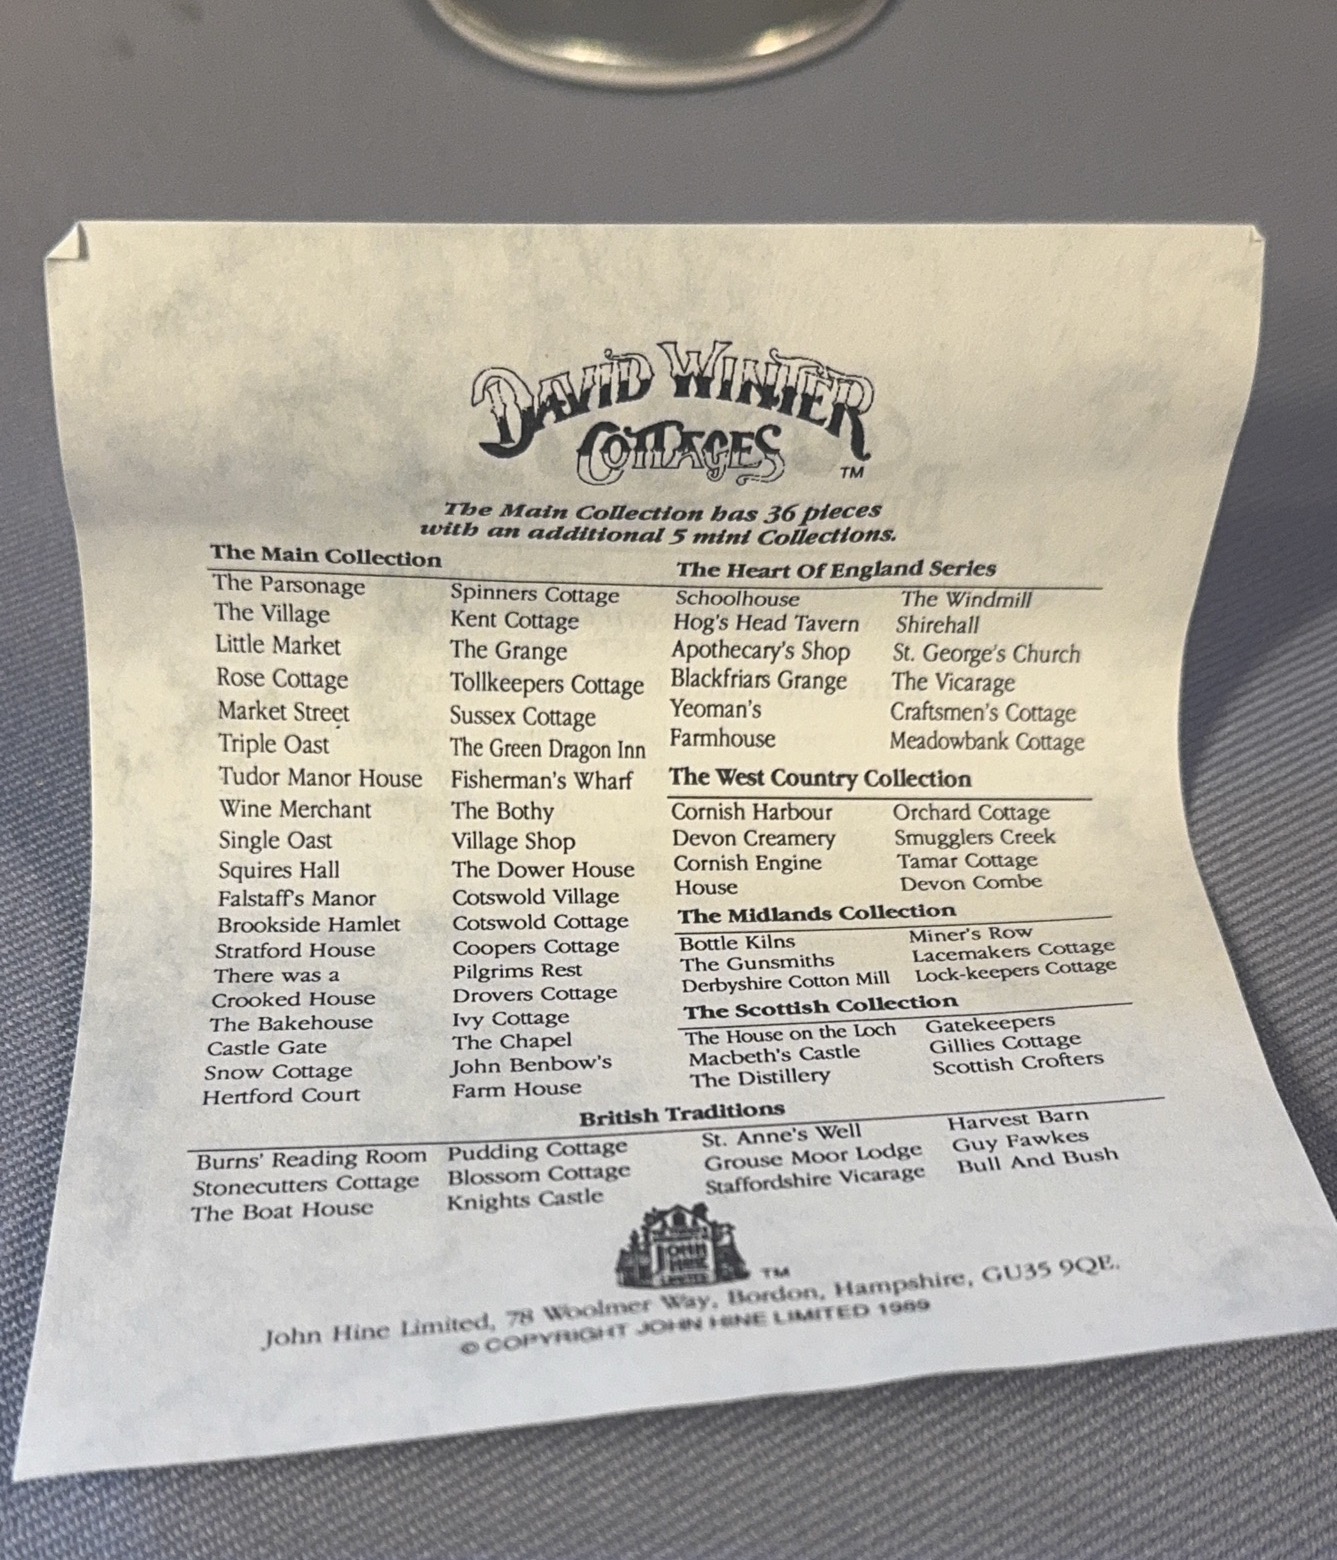 DAVID WINTER
COTTAGES
TM
The Main Collection has 36 pieces
with an additional 5 mini Collections.
The Main Collection
The Parsonage
The Village
Little Market
Rose Cottage
Market Street
Triple Oast
Tudor Manor House
Wine Merchant
Single Oast
Squires Hall
Falstaff's Manor
Brookside Hamlet
Stratford House
There was a
Crooked House
The Bakehouse
Castle Gate
Snow Cottage
Hertford Court
Spinners Cottage
Kent Cottage
The Grange
Tollkeepers Cottage
Sussex Cottage
The Green Dragon Inn
Fisherman's Wharf
The Bothy
Village Shop
The Dower House
Cotswold Village
Cotswold Cottage
Coopers Cottage
Pilgrims Rest
Drovers Cottage
Ivy Cottage
The Chapel
John Benbow's
Farm House
The Heart Of England Series
Schoolhouse
Hog's Head Tavern
Apothecary's Shop
Blackfriars Grange
Yeoman's
Farmhouse
The Windmill
Shirehall
St. George's Church
The Vicarage
Craftsmen's Cottage
Meadowbank Cottage
The West Country Collection
Cornish Harbour
Devon Creamery
Cornish Engine
House
Orchard Cottage
Smugglers Creek
Tamar Cottage
Devon Combe
The Midlands Collection
Bottle Kilns
The Gunsmiths
Derbyshire Cotton Mill
Miner's Row
Lacemakers Cottage
Lock-keepers Cottage
The Scottish Collection
The House on the Loch
Macbeth's Castle
The Distillery
Gatekeepers
Gillies Cottage
Scottish Crofters
British Traditions
Burns' Reading Room
Stonecutters Cottage
The Boat House
Pudding Cottage
Blossom Cottage
Knights Castle
St. Anne's Well
Grouse Moor Lodge
Staffordshire Vicarage
Harvest Barn
Guy Fawkes
Bull And Bush
JOHN
HINE
LIMITED
TM
John Hine Limited, 78 Woolmer Way, Bordon, Hampshire, GU35 9QE.
© COPYRIGHT JOHN HINE LIMITED 1989